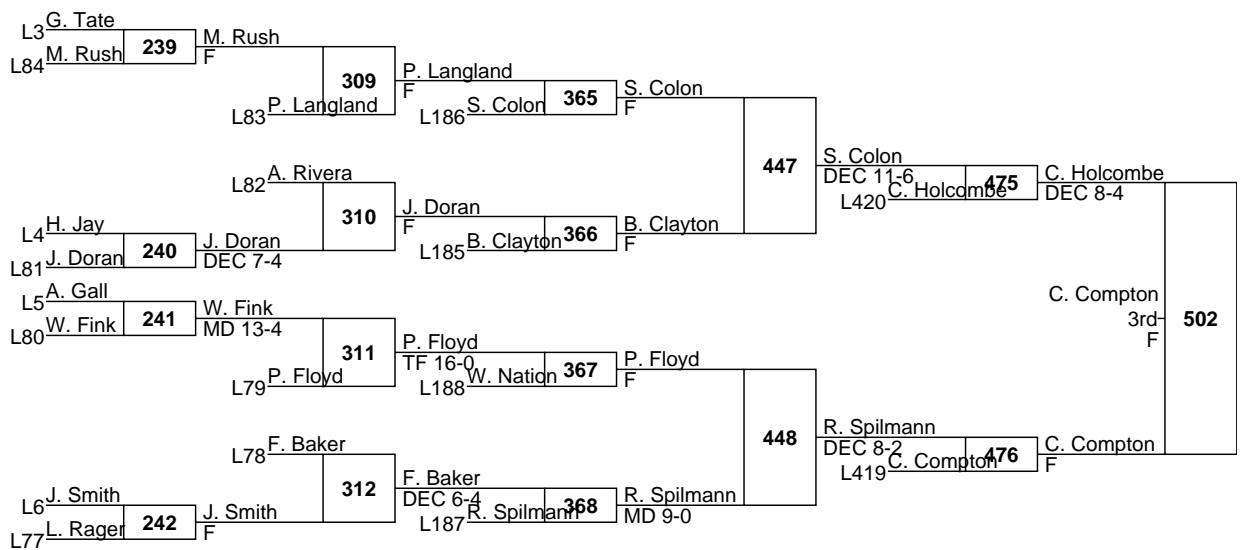 G. Tate
L3
239
M. Rush
L84
M. Rush
F
309
P. Langland
L83
P. Langland
F
S. Colon
L186
365
S. Colon
F
447
A. Rivera
L82
310
H. Jay
L4
240
J. Doran
L81
J. Doran
DEC 7-4
J. Doran
F
B. Clayton
L185
366
B. Clayton
F
S. Colon
DEC 11-6
C. Holcombe
L420
475
C. Holcombe
DEC 8-4
A. Gall
L5
241
W. Fink
L80
W. Fink
MD 13-4
311
P. Floyd
L79
P. Floyd
TF 16-0
W. Nation
L188
367
P. Floyd
F
448
F. Baker
L78
312
J. Smith
L6
242
L. Rager
L77
J. Smith
F
F. Baker
DEC 6-4
R. Spilmann
L187
368
R. Spilmann
MD 9-0
R. Spilmann
DEC 8-2
C. Compton
L419
476
C. Compton
F
C. Compton
3rd
F
502